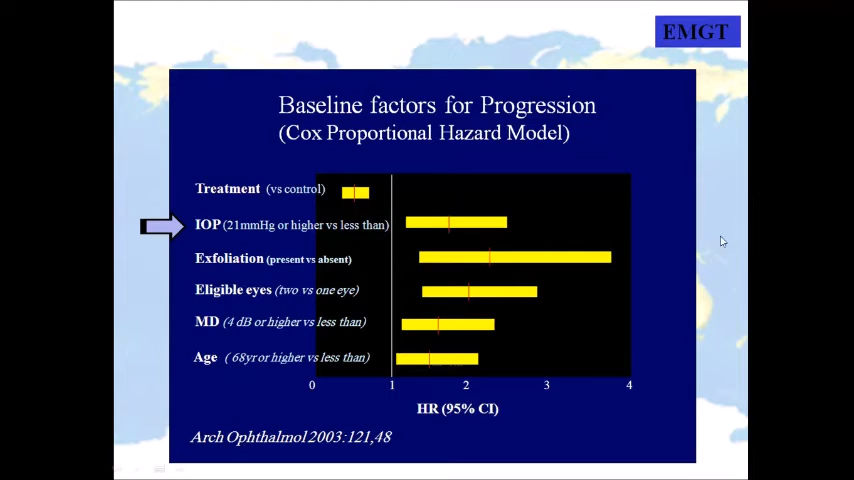 EMGT
Baseline factors for Progression
(Cox Proportional Hazard Model)
Treatment (vs control)
IOP (21mmHg or higher vs less than)
Exfoliation (present vs absent)
Eligible eyes (two vs one eye)
MD (4 dB or higher vs less than)
Age ( 68yr or higher vs less than)
0 1 2 3 4
HR (95% CI)
Arch Ophthalmol 2003:121,48